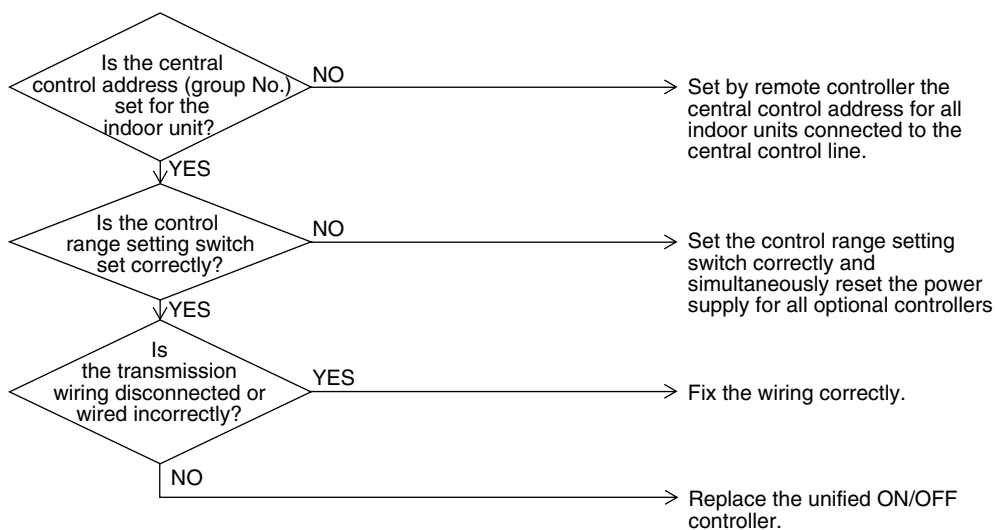 Is the central
control address (group No.)
set for the
indoor unit?
NO
Set by remote controller the
central control address for all
indoor units connected to the
central control line.
YES
Is the control
range setting switch
set correctly?
NO
Set the control range setting
switch correctly and
simultaneously reset the power
supply for all optional controllers
YES
Is
the transmission
wiring disconnected or
wired incorrectly?
YES
Fix the wiring correctly.
NO
Replace the unified ON/OFF
controller.